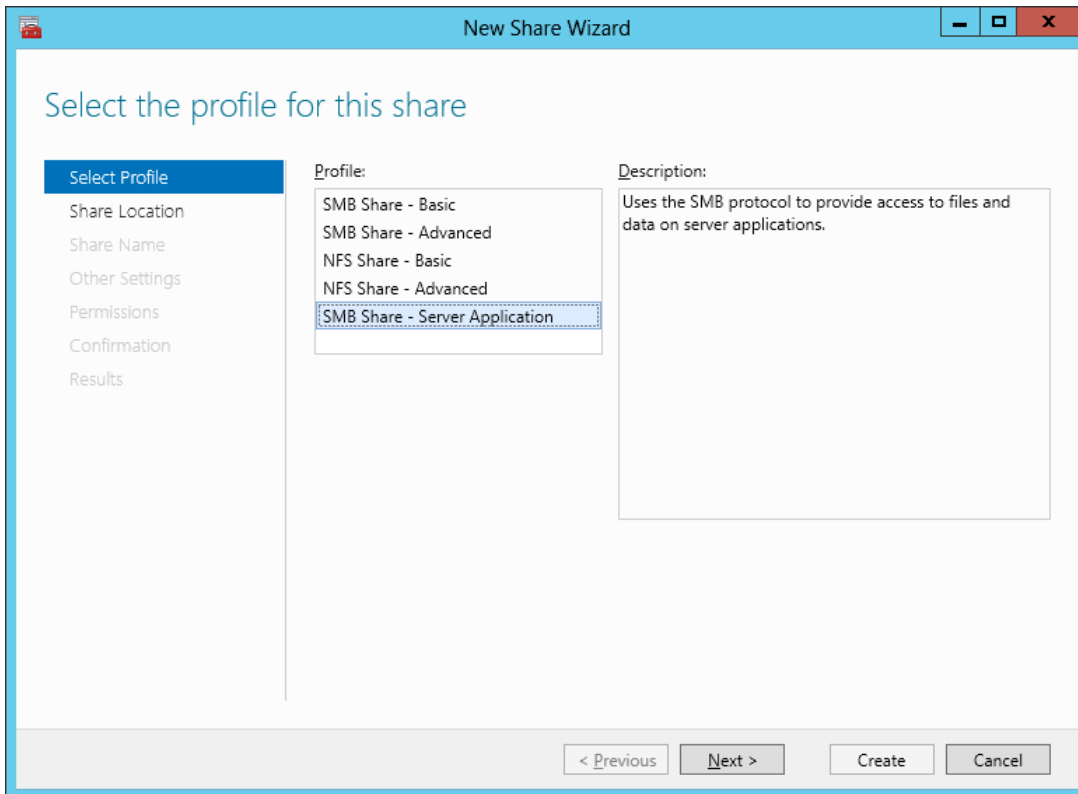 New Share Wizard
Select the profile for this share
Select Profile
Share Location
Share Name
Other Settings
Permissions
Confirmation
Results
Profile:
SMB Share - Basic
SMB Share - Advanced
NFS Share - Basic
NFS Share - Advanced
SMB Share - Server Application
Description:
Uses the SMB protocol to provide access to files and
data on server applications.
< Previous
Next >
Create
Cancel